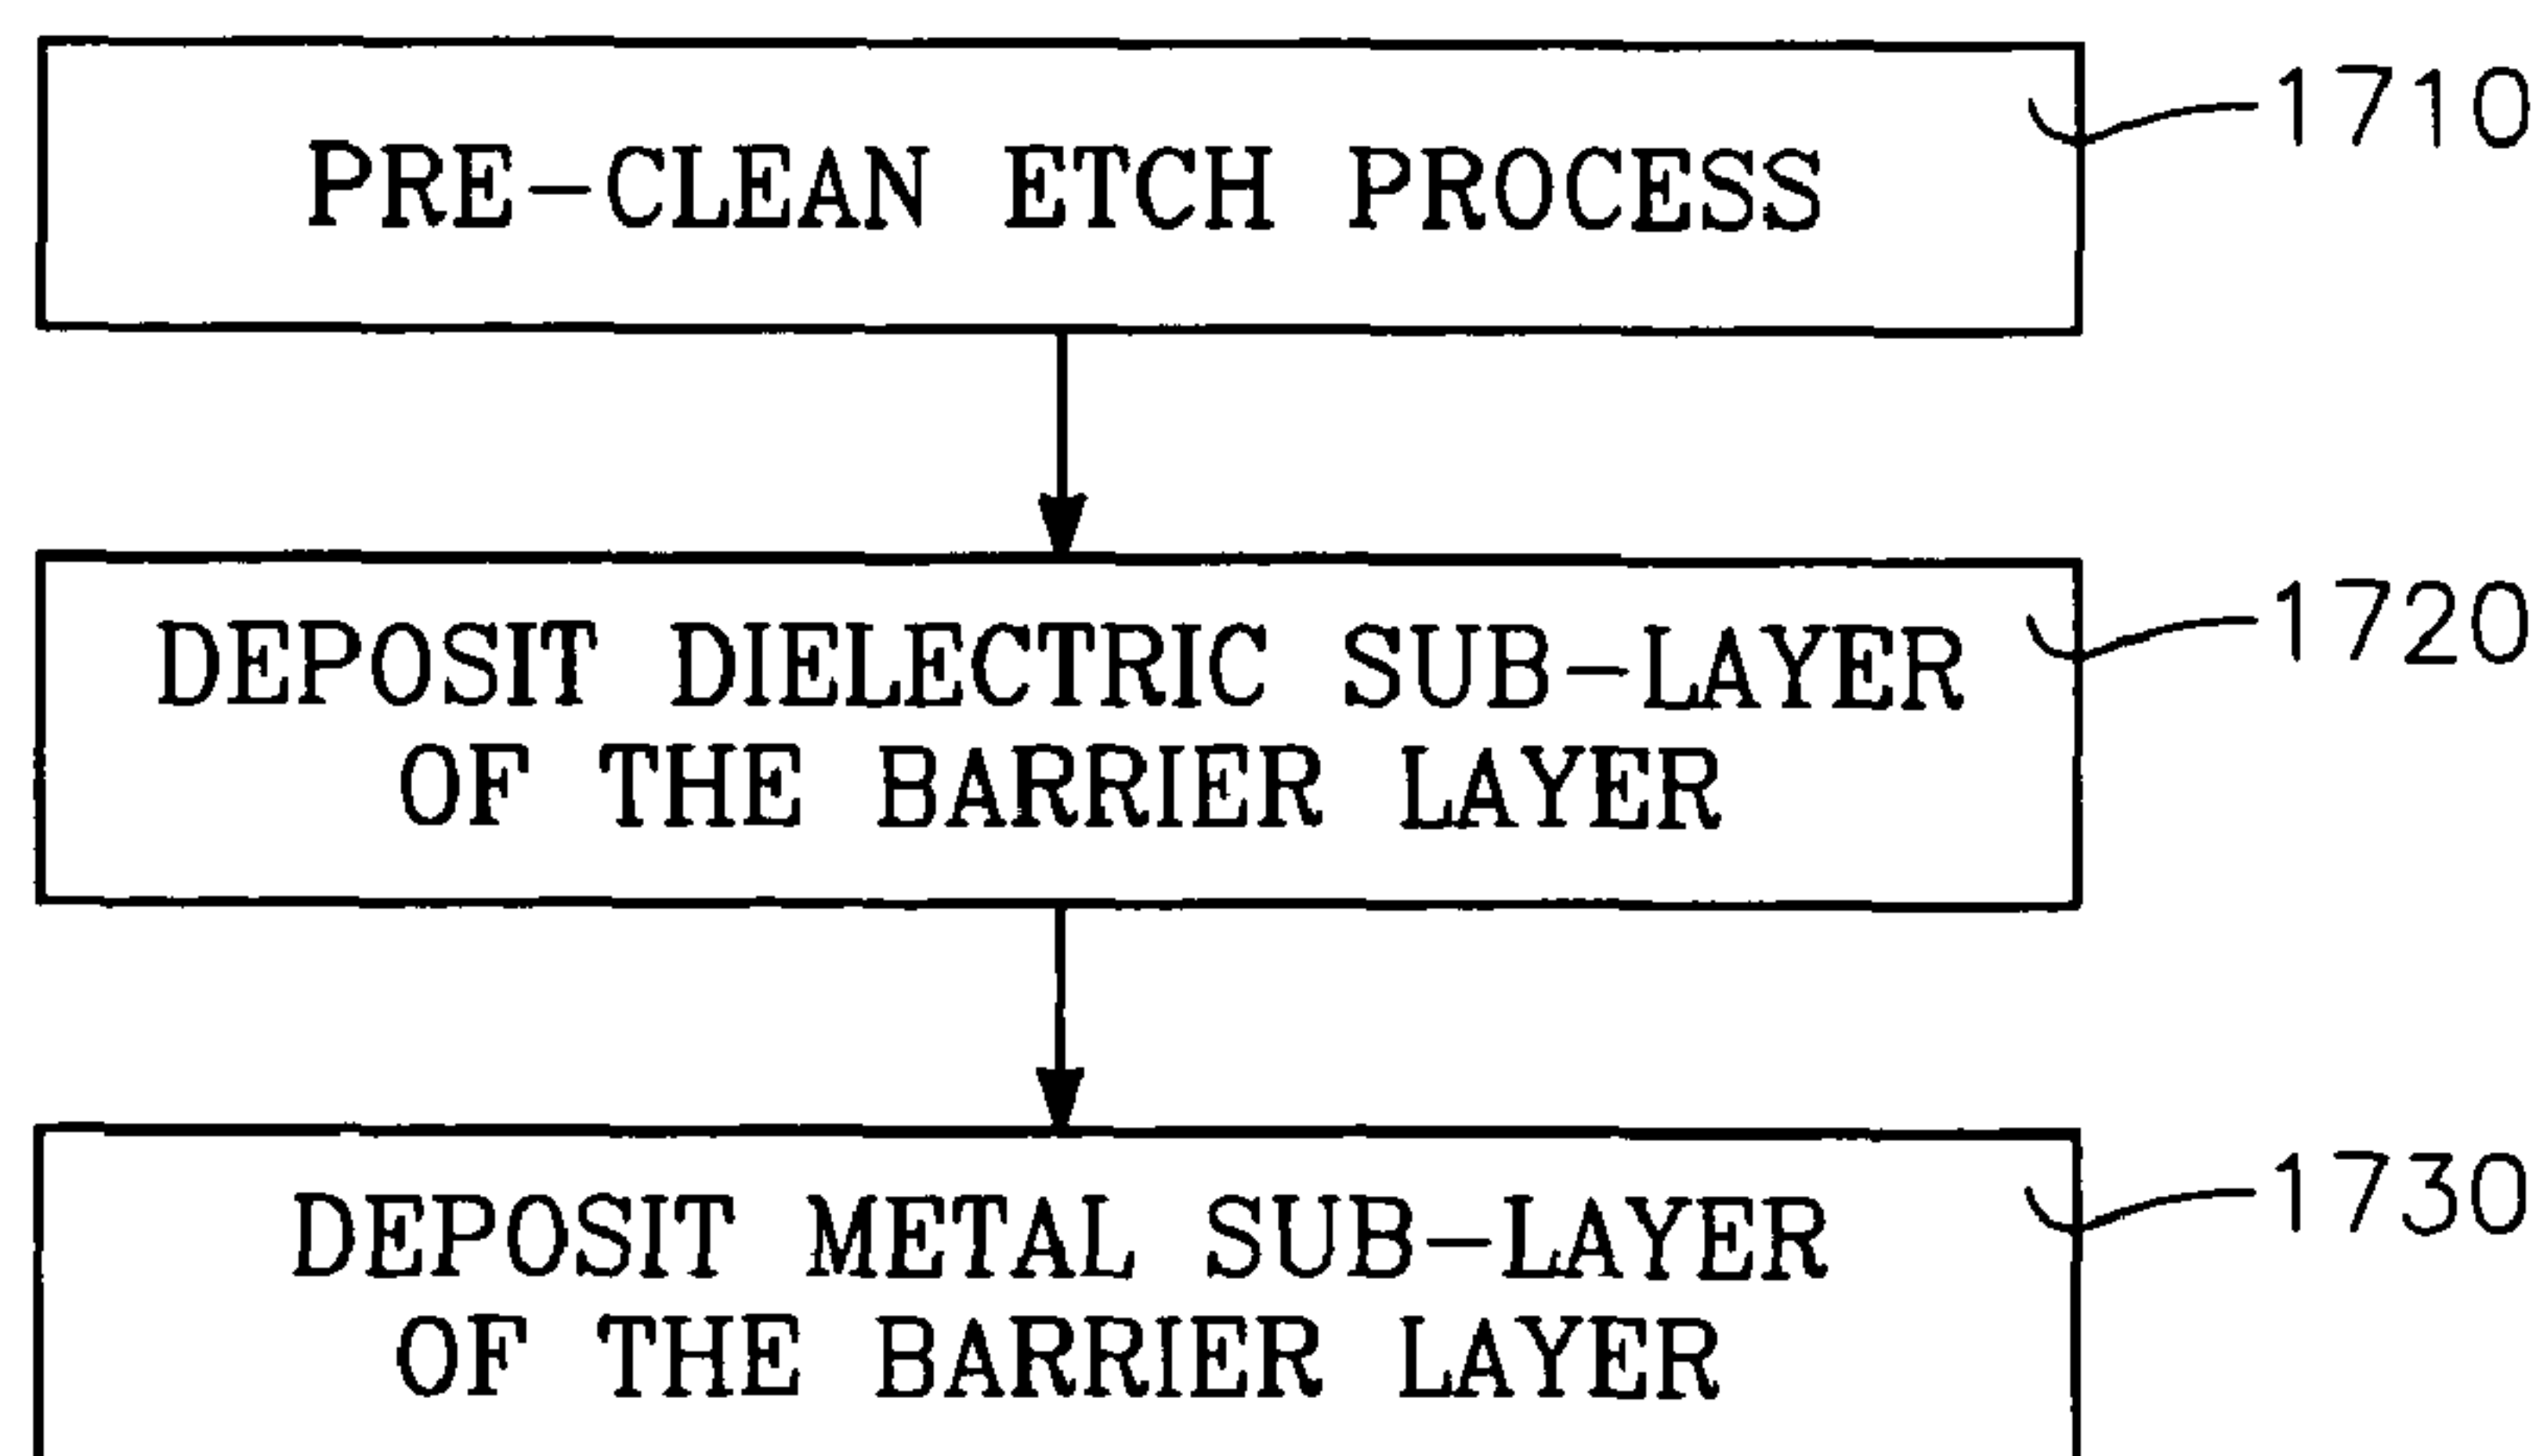 PRE-CLEAN ETCH PROCESS
1710
DEPOSIT DIELECTRIC SUB-LAYER
OF THE BARRIER LAYER
1720
DEPOSIT METAL SUB-LAYER
OF THE BARRIER LAYER
1730